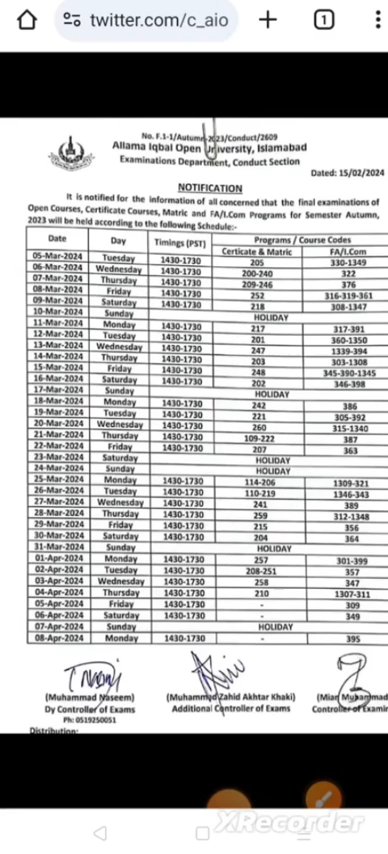 twitter.com/c_aio
1
No. F.1-1/Autumn-2023/Conduct/2609
Allama Iqbal Open University, Islamabad
Examinations Department, Conduct Section
Dated: 15/02/2024
NOTIFICATION
It is notified for the information of all concerned that the final examinations of
Open Courses, Certificate Courses, Matric and FA/I.Com Programs for Semester Autumn,
2023 will be held according to the following Schedule:-
Date Day Timings (PST) Programs / Course Codes
Certicate & Matric FA/I.Com
05-Mar-2024 Tuesday 1430-1730 205 330-1349
06-Mar-2024 Wednesday 1430-1730 200-240 322
07-Mar-2024 Thursday 1430-1730 209-246 376
08-Mar-2024 Friday 1430-1730 252 316-319-361
09-Mar-2024 Saturday 1430-1730 218 308-1347
10-Mar-2024 Sunday HOLIDAY
11-Mar-2024 Monday 1430-1730 217 317-391
12-Mar-2024 Tuesday 1430-1730 201 360-1350
13-Mar-2024 Wednesday 1430-1730 247 1339-394
14-Mar-2024 Thursday 1430-1730 203 303-1308
15-Mar-2024 Friday 1430-1730 248 345-390-1345
16-Mar-2024 Saturday 1430-1730 202 346-398
17-Mar-2024 Sunday HOLIDAY
18-Mar-2024 Monday 1430-1730 242 386
19-Mar-2024 Tuesday 1430-1730 221 305-392
20-Mar-2024 Wednesday 1430-1730 260 315-1340
21-Mar-2024 Thursday 1430-1730 109-222 387
22-Mar-2024 Friday 1430-1730 207 363
23-Mar-2024 Saturday HOLIDAY
24-Mar-2024 Sunday HOLIDAY
25-Mar-2024 Monday 1430-1730 114-206 1309-321
26-Mar-2024 Tuesday 1430-1730 110-219 1346-343
27-Mar-2024 Wednesday 1430-1730 241 389
28-Mar-2024 Thursday 1430-1730 259 312-1348
29-Mar-2024 Friday 1430-1730 215 356
30-Mar-2024 Saturday 1430-1730 204 364
31-Mar-2024 Sunday HOLIDAY
01-Apr-2024 Monday 1430-1730 257 301-399
02-Apr-2024 Tuesday 1430-1730 208-251 357
03-Apr-2024 Wednesday 1430-1730 258 347
04-Apr-2024 Thursday 1430-1730 210 1307-311
05-Apr-2024 Friday 1430-1730 - 309
06-Apr-2024 Saturday 1430-1730 - 349
07-Apr-2024 Sunday HOLIDAY
08-Apr-2024 Monday 1430-1730 - 395
(Muhammad Naseem) (Muhammad Zahid Akhtar Khaki) (Mian Muhammad
Dy Controller of Exams Additional Controller of Exams Controller of Examin
Ph: 0519250051
Distribution:
XRecorder